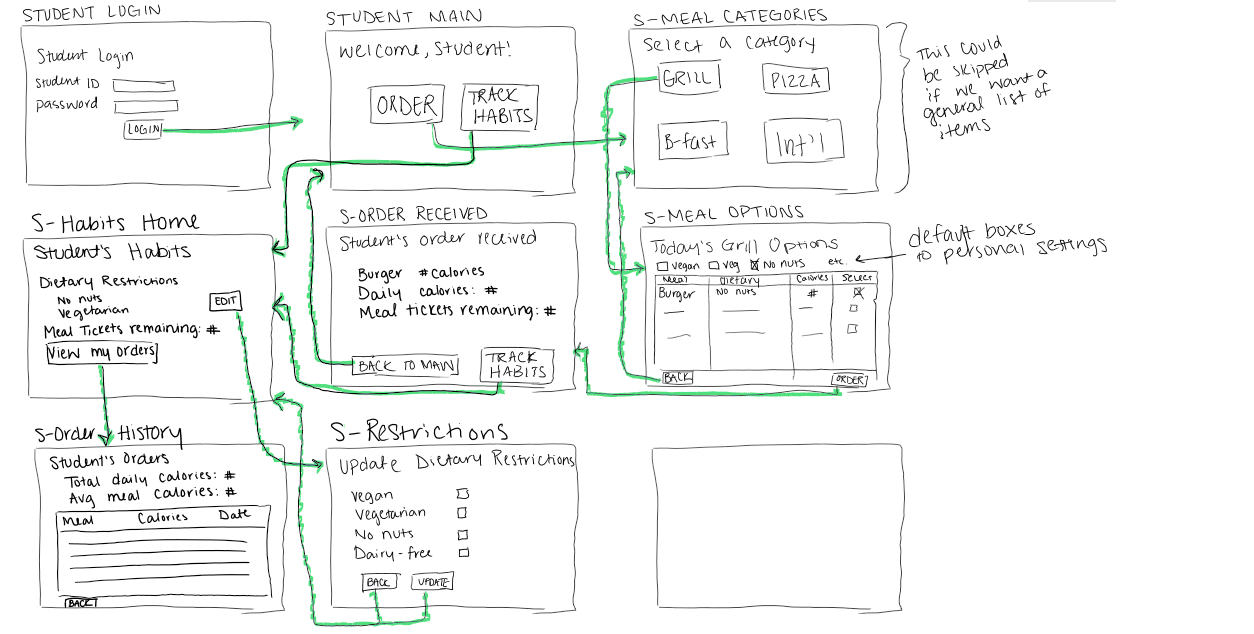 STUDENT LOGIN
Student Login
Student ID
password
LOGIN
STUDENT MAIN
Welcome, Student!
ORDER
TRACK
HABITS
S-MEAL CATEGORIES
Select a category
GRILL
PIZZA
B-fast
Int'l
This could
be skipped
if we want a
general list of
items
S-Habits Home
Student's Habits
Dietary Restrictions
No nuts
Vegetarian
EDIT
Meal Tickets remaining: #
View my orders
S-ORDER RECEIVED
Student's order received
Burger #calories
Daily calories: #
Meal tickets remaining: #
BACK TO MAIN
TRACK
HABITS
S-MEAL OPTIONS
Today's Grill Options
vegan veg No nuts etc.
Meal Dietary Calories Select
Burger No nuts #
BACK
ORDER
default boxes
to personal settings
S-Order History
Student's Orders
Total daily calories: #
Avg meal calories: #
Meal Calories Date
BACK
S-Restrictions
Update Dietary Restrictions
vegan
Vegetarian
No nuts
Dairy-free
BACK
UPDATE